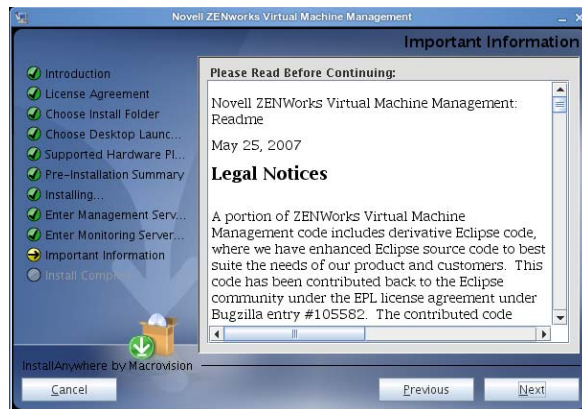 Novell ZENworks Virtual Machine Management
Important Information
Introduction
License Agreement
Choose Install Folder
Choose Desktop Launc...
Supported Hardware Pl...
Pre-Installation Summary
Installing...
Enter Management Serv...
Enter Monitoring Server...
Important Information
Install Comp
Please Read Before Continuing:
Novell ZENWorks Virtual Machine Management:
Readme
May 25, 2007
Legal Notices
A portion of ZENWorks Virtual Machine
Management code includes derivative Eclipse code,
where we have enhanced Eclipse source code to best
suite the needs of our product and customers. This
code has been contributed back to the Eclipse
community under the EPL license agreement under
Bugzilla entry #105582. The contributed code
InstallAnywhere by Macrovision
Cancel
Previous
Next